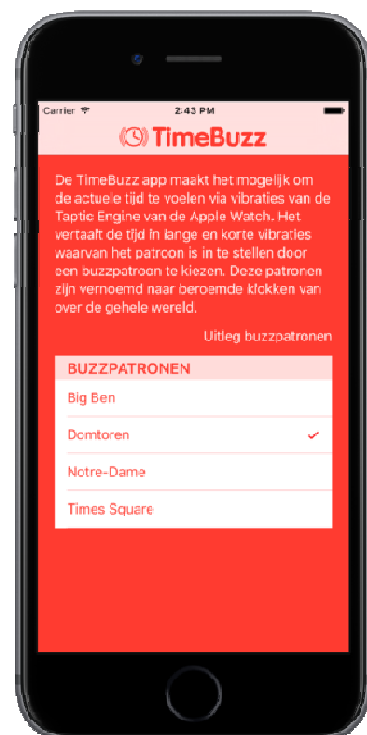 Carrier 2:43 PM
TimeBuzz
De TimeBuzz app maakt het mogelijk om
de actuele tijd te voelen via vibraties van de
Taptic Engine van de Apple Watch. Het
vertaalt de tijd in lange en korte vibraties
waarvan het patroon is in te stellen door
een buzzpatroon te kiezen. Deze patronen
zijn vernoemd naar beroemde klokken van
over de gehele wereld.
Uitleg buzzpatronen
BUZZPATRONEN
Big Ben
Domtoren
Notre-Dame
Times Square